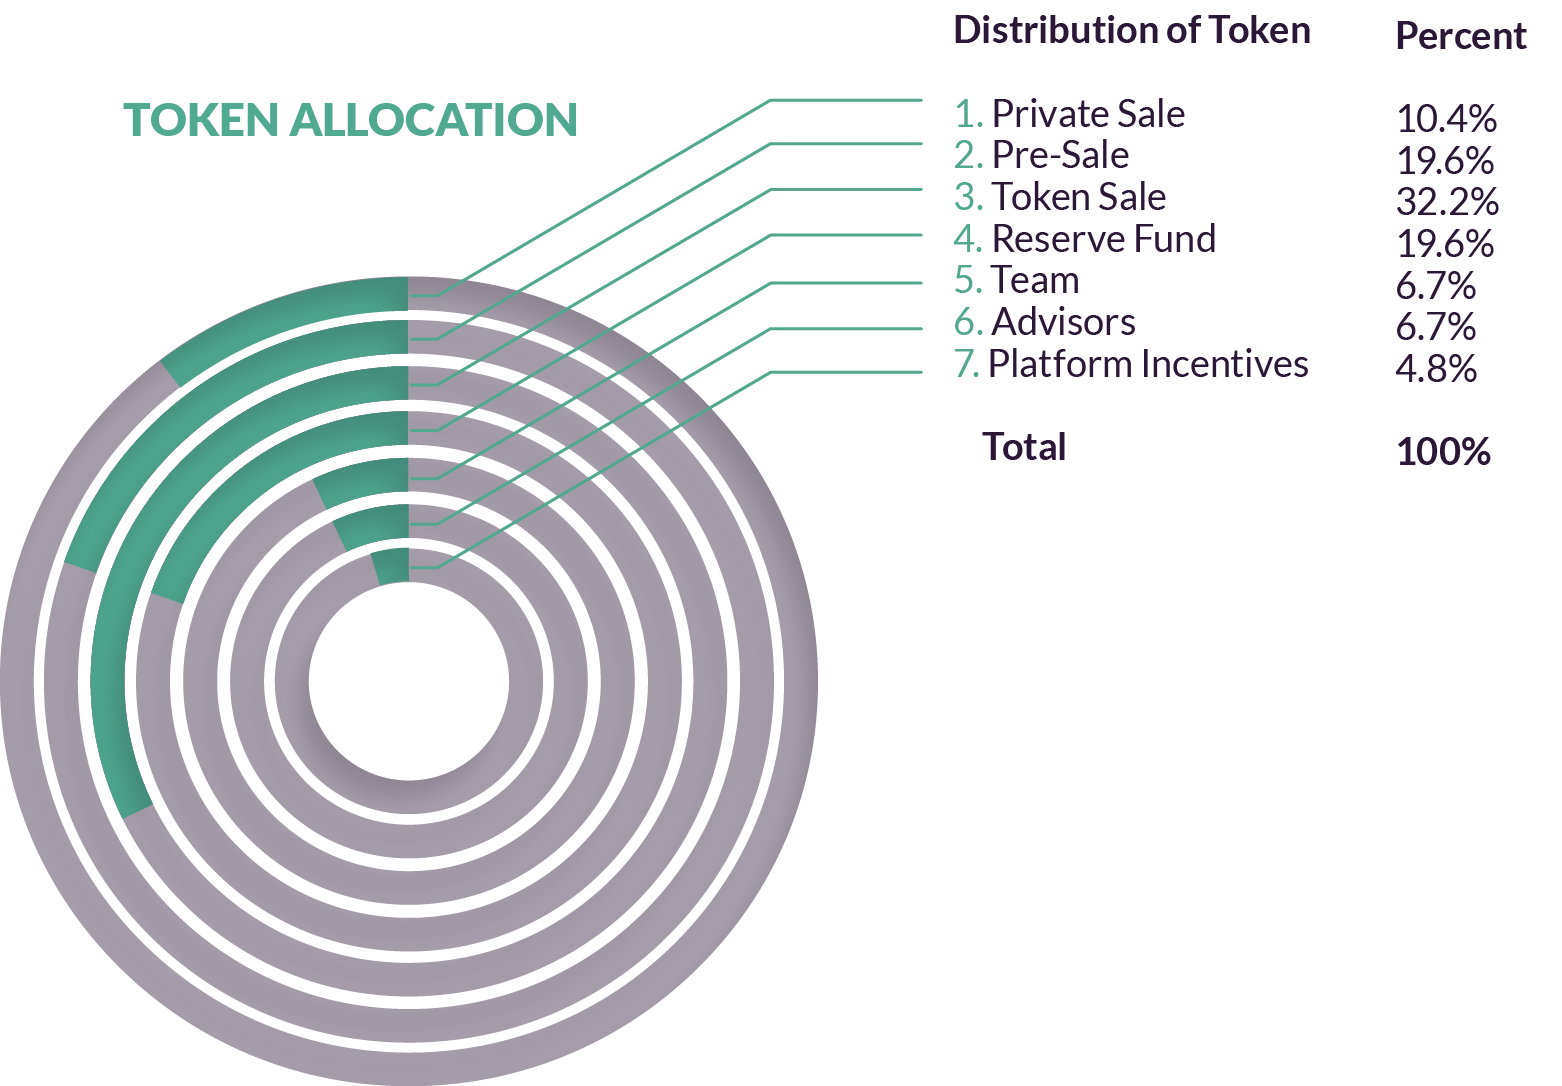 Distribution of Token Percent
TOKEN ALLOCATION
1. Private Sale 10.4%
2. Pre-Sale 19.6%
3. Token Sale 32.2%
4. Reserve Fund 19.6%
5. Team 6.7%
6. Advisors 6.7%
7. Platform Incentives 4.8%
Total 100%